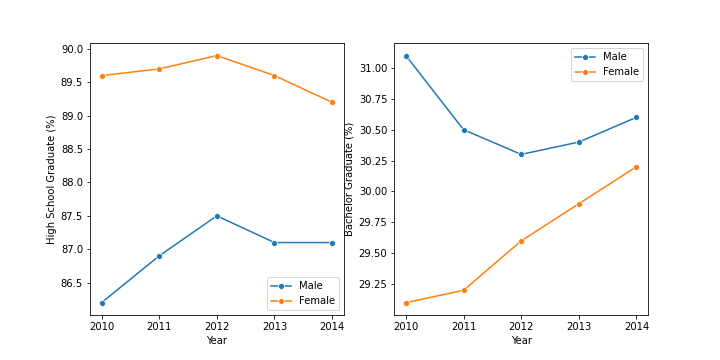 High School Graduate (%)
90.0
89.5
89.0
88.5
88.0
87.5
87.0
86.5
2010 2011 2012 2013 2014
Year
Male
Female
Bachelor Graduate (%)
31.00
30.75
30.50
30.25
30.00
29.75
29.50
29.25
2010 2011 2012 2013 2014
Year
Male
Female